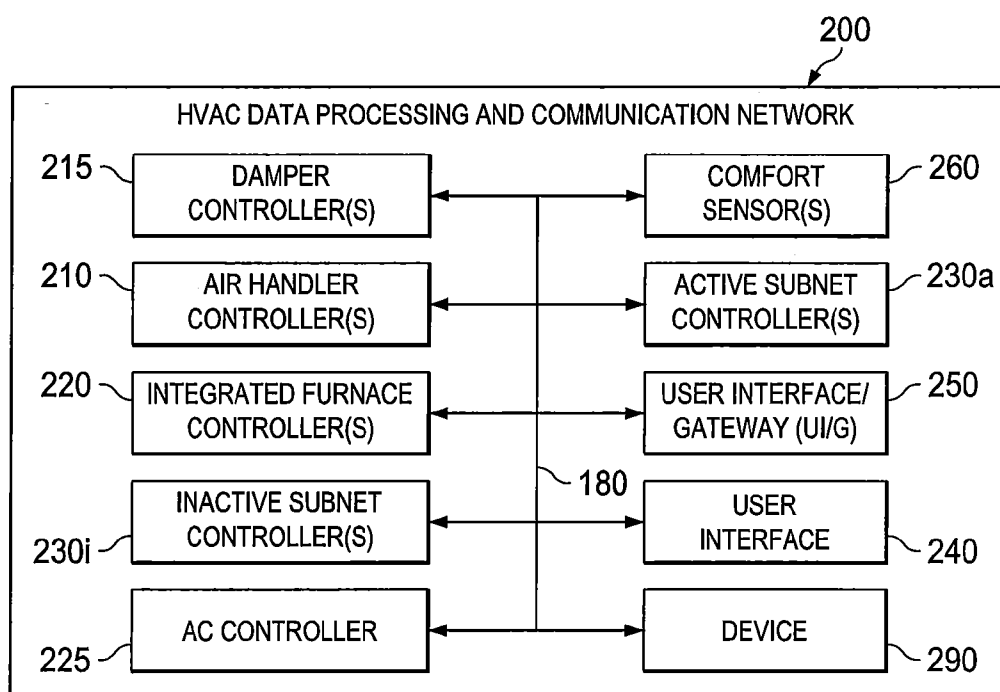 200
HVAC DATA PROCESSING AND COMMUNICATION NETWORK
215
DAMPER
CONTROLLER(S)
COMFORT
SENSOR(S)
260
210
AIR HANDLER
CONTROLLER(S)
ACTIVE SUBNET
CONTROLLER(S)
230a
220
INTEGRATED FURNACE
CONTROLLER(S)
USER INTERFACE/
GATEWAY (UI/G)
250
180
INACTIVE SUBNET
CONTROLLER(S)
230i
USER
INTERFACE
240
AC CONTROLLER
225
DEVICE
290